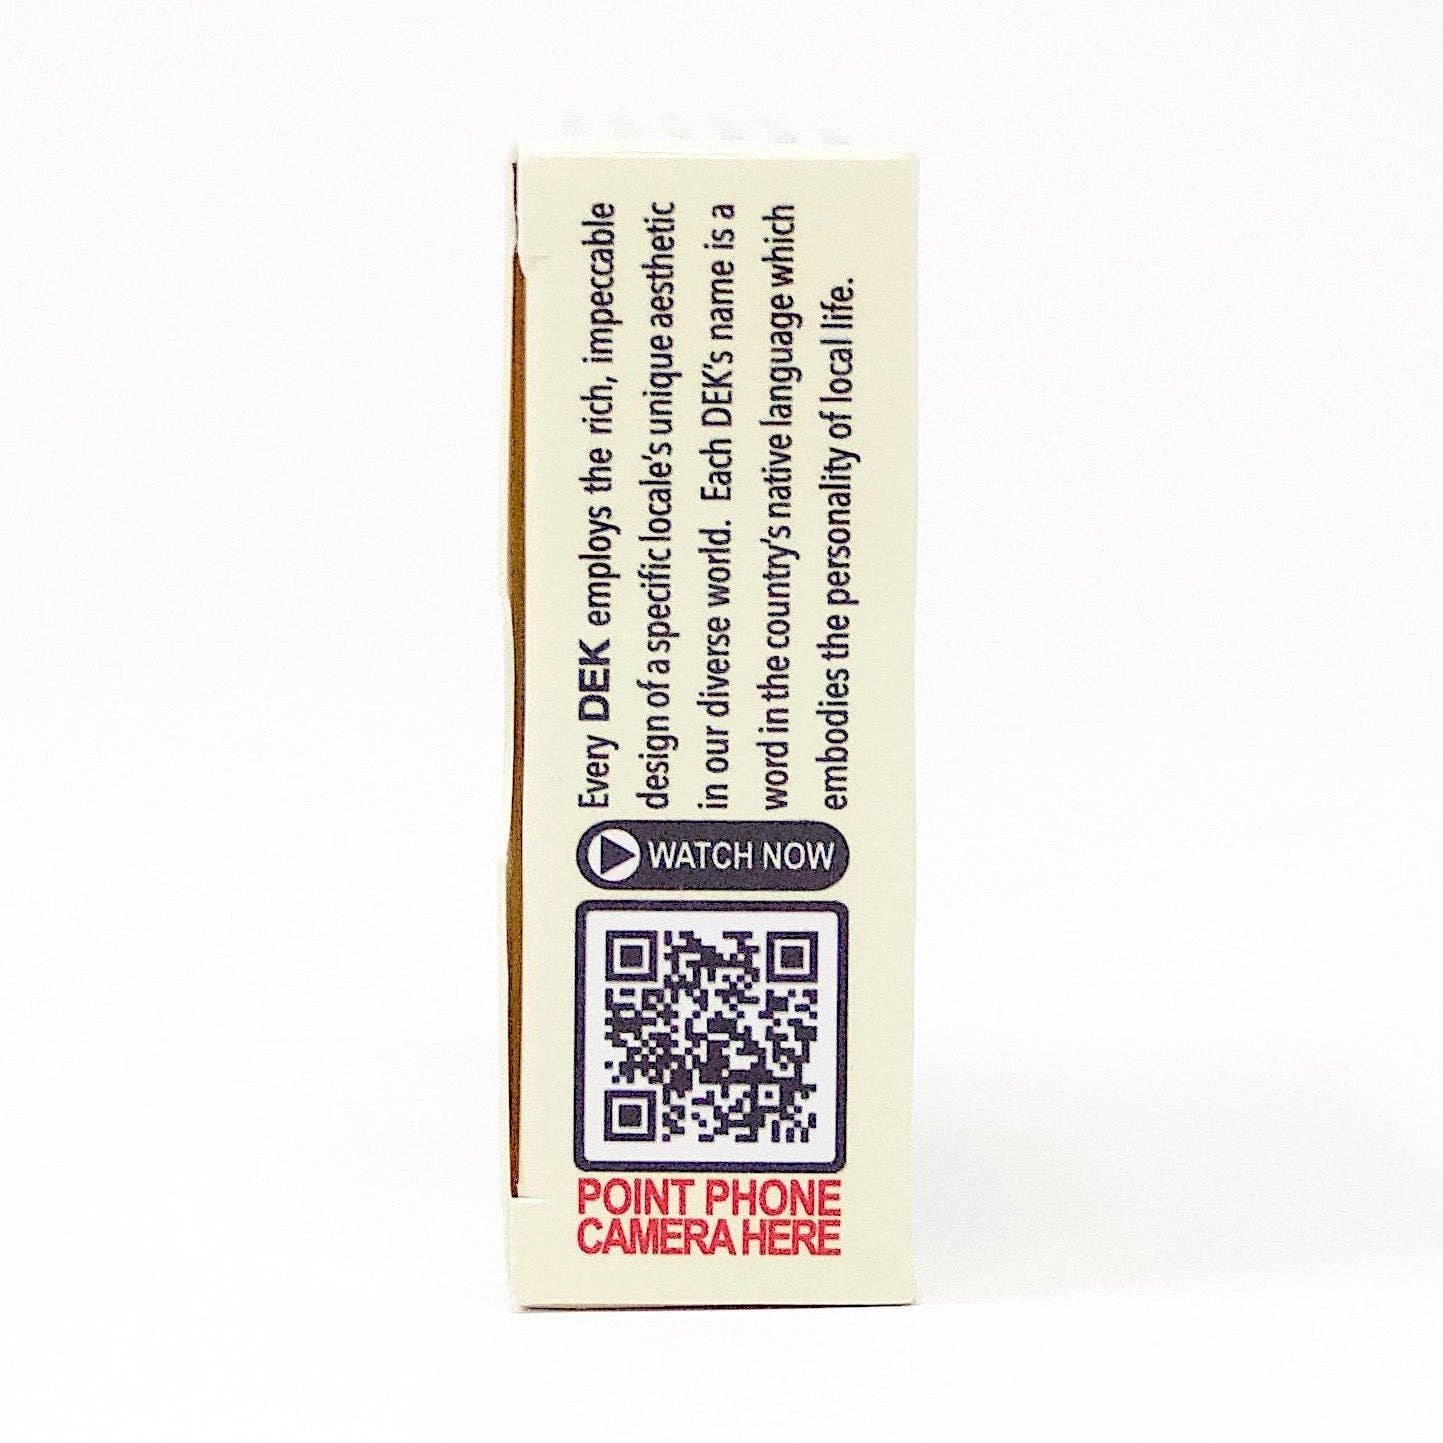 Every DEK employs the rich, impeccable
design of a specific locale's unique aesthetic
in our diverse world. Each DEK's name is a
word in the country's native language which
embodies the personality of local life.
WATCH NOW
POINT PHONE
CAMERA HERE